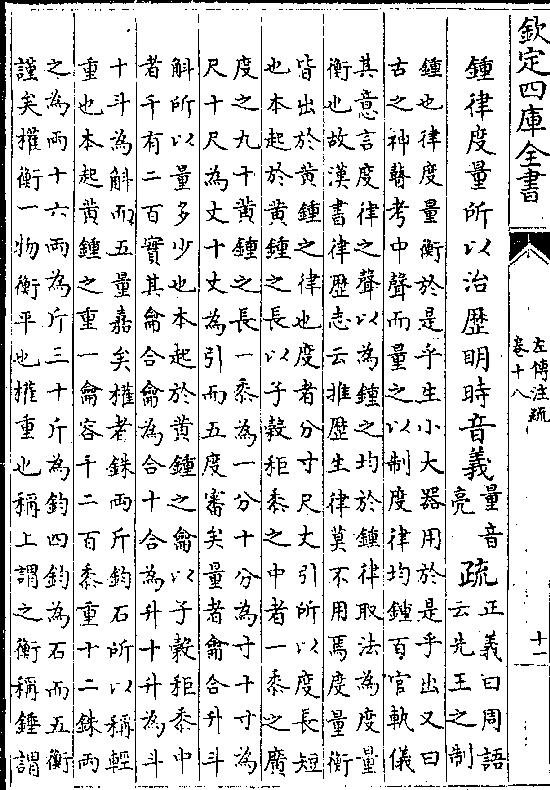 欽定四庫全書
左傳注疏
卷十八
十一
鍾律度量所以治歴明時音義量音亮疏正義曰周語云先王之制
鍾也律度量衡於是乎生小大器用於是乎出又曰
古之神瞽考中聲而量之以制度律均鍾百官軌儀
其意言度律之聲以為鍾之均於鍾律取法為度量
衡也故漢書律歴志云推歴生律莫不用焉度量衡
皆出於黄鍾之律也度者分寸尺丈引所以度長短
也本起於黄鍾之長以子穀秬黍之中者一黍之廣
度之九十黄鍾之長一黍為一分十分為寸十寸為
尺十尺為丈十丈為引而五度審矣量者龠合升斗
斛所以量多少也本起於黄鍾之龠以子穀秬黍中
者千有二百實其龠合龠為合十合為升十升為斗
十斗為斛而五量嘉矣權者銖兩斤鈞石所以稱輕
重也本起黄鍾之重一龠容千二百黍重十二銖兩
之為兩十六兩為斤三十斤為鈞四鈞為石而五衡
謹矣權衡一物衡平也權重也稱上謂之衡稱錘謂